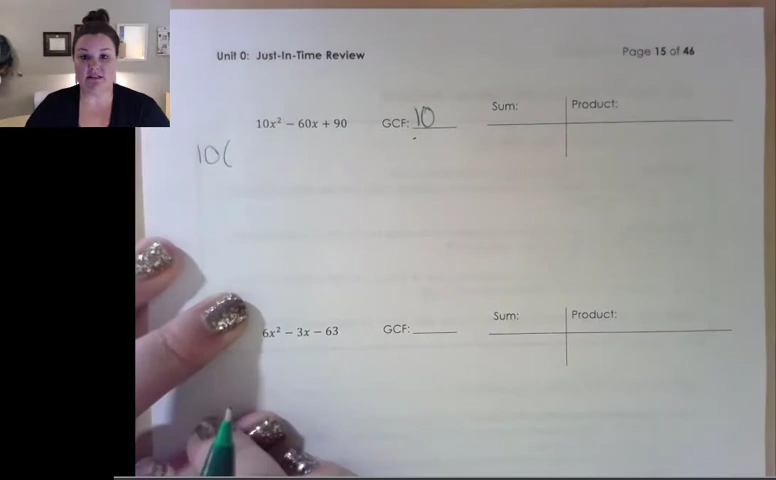 Unit 0: Just-In-Time Review Page 15 of 46
10x² − 60x + 90 GCF: 10 Sum: Product:
10(
6x² − 3x − 63 GCF: ______ Sum: Product: